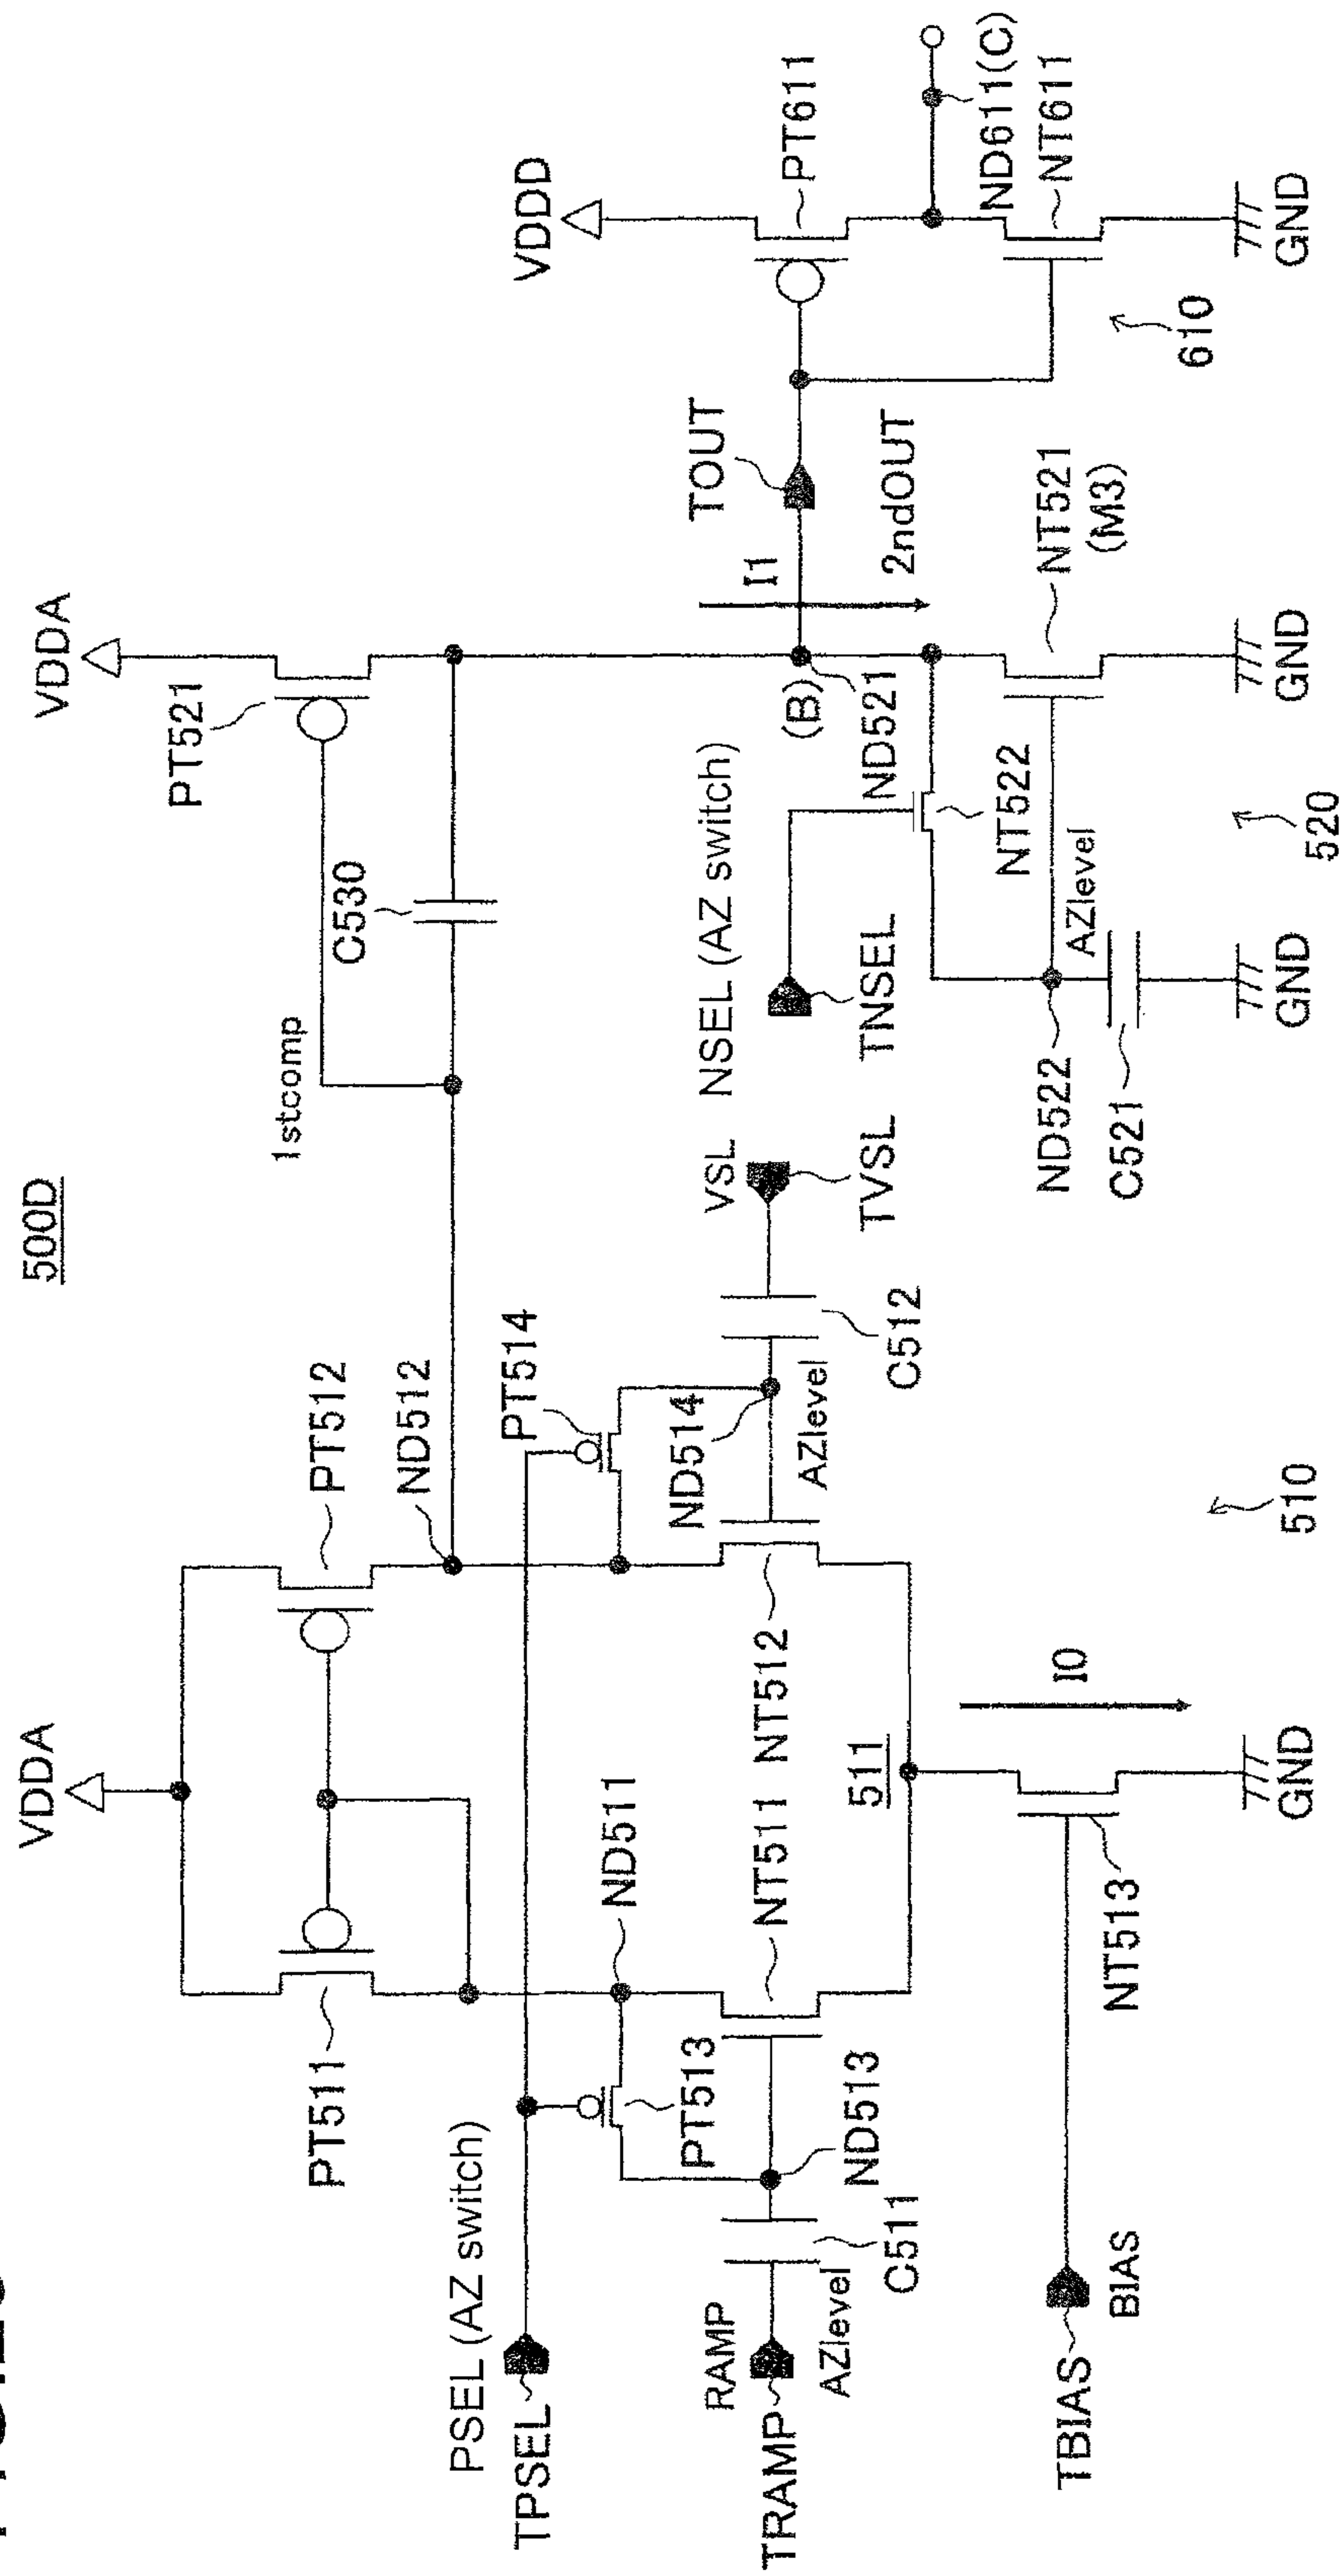 500D
VDDA
VDDA
PT511
PT512
ND512
1stcomp
PT521
C530
PSEL (AZ switch)
TPSEL
ND511
PT513
PT514
ND514
VSL
TVSL
C512
AZlevel
NSEL (AZ switch)
TNSEL
(B)
ND521
I1
TOUT
2ndOUT
VDDD
PT611
ND611(C)
NT611
610
GND
RAMP
TRAMP
AZlevel
C511
ND513
NT511
NT512
511
NT522
AZlevel
ND522
C521
NT521
(M3)
GND
GND
520
TBIAS
BIAS
NT513
I0
GND
510